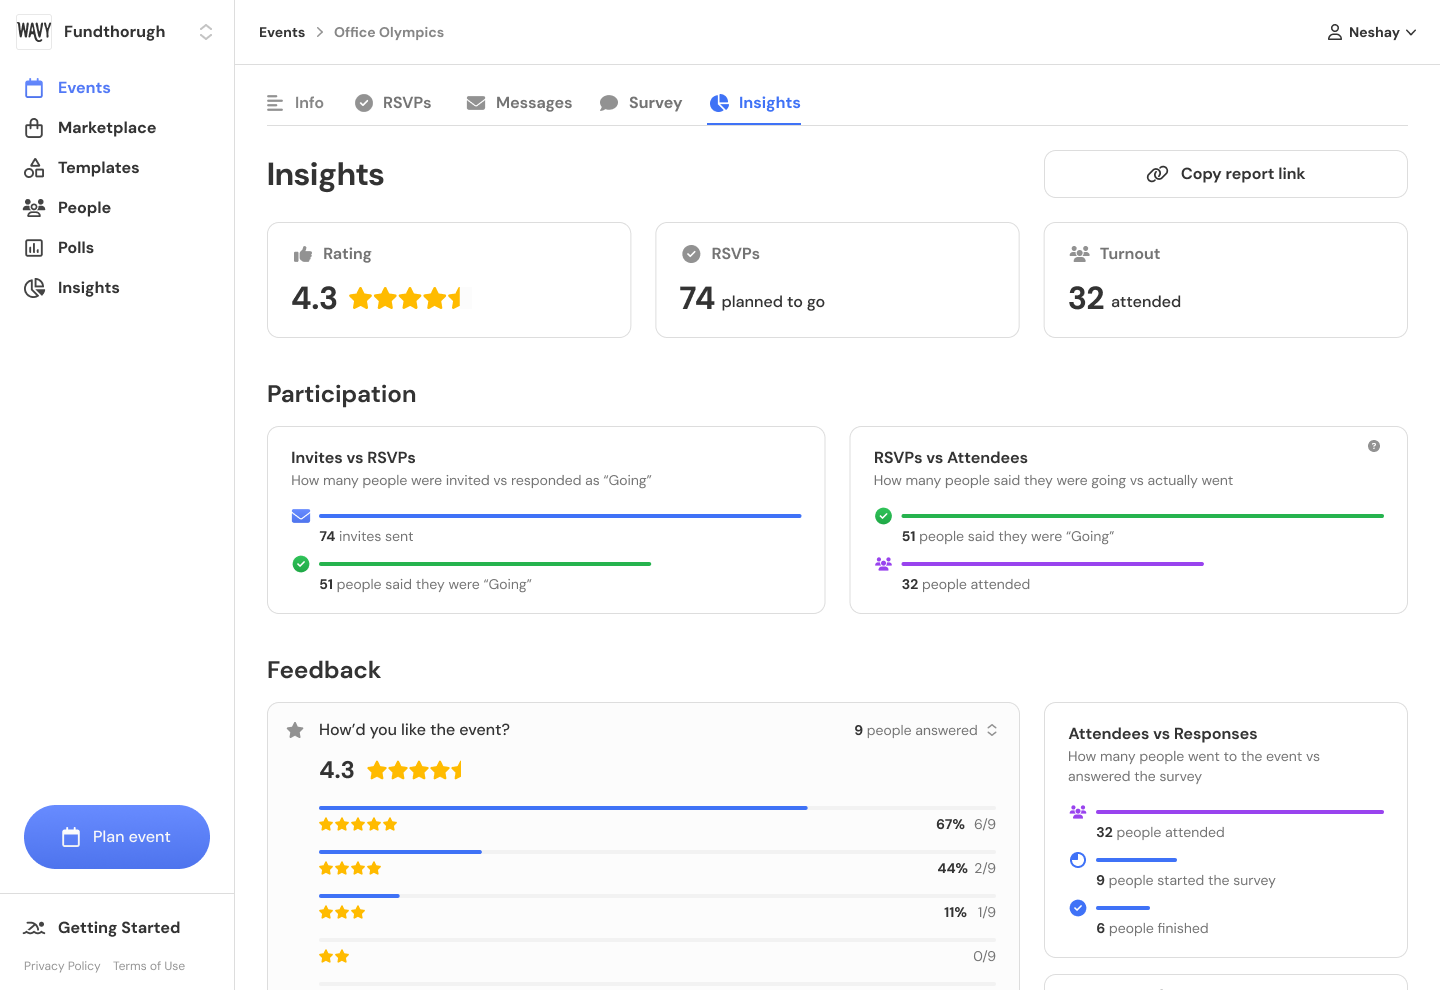 WAVY
Fundthorugh
Events
Marketplace
Templates
People
Polls
Insights
Plan event
Getting Started
Privacy Policy Terms of Use
Events > Office Olympics
Neshay
Info RSVPs Messages Survey Insights
Insights
Copy report link
Rating
4.3
RSVPs
74 planned to go
Turnout
32 attended
Participation
Invites vs RSVPs
How many people were invited vs responded as “Going”
74 invites sent
51 people said they were “Going”
RSVPs vs Attendees
?
How many people said they were going vs actually went
51 people said they were “Going”
32 people attended
Feedback
How’d you like the event?
9 people answered
4.3
67% 6/9
44% 2/9
11% 1/9
0/9
Attendees vs Responses
How many people went to the event vs
answered the survey
32 people attended
9 people started the survey
6 people finished